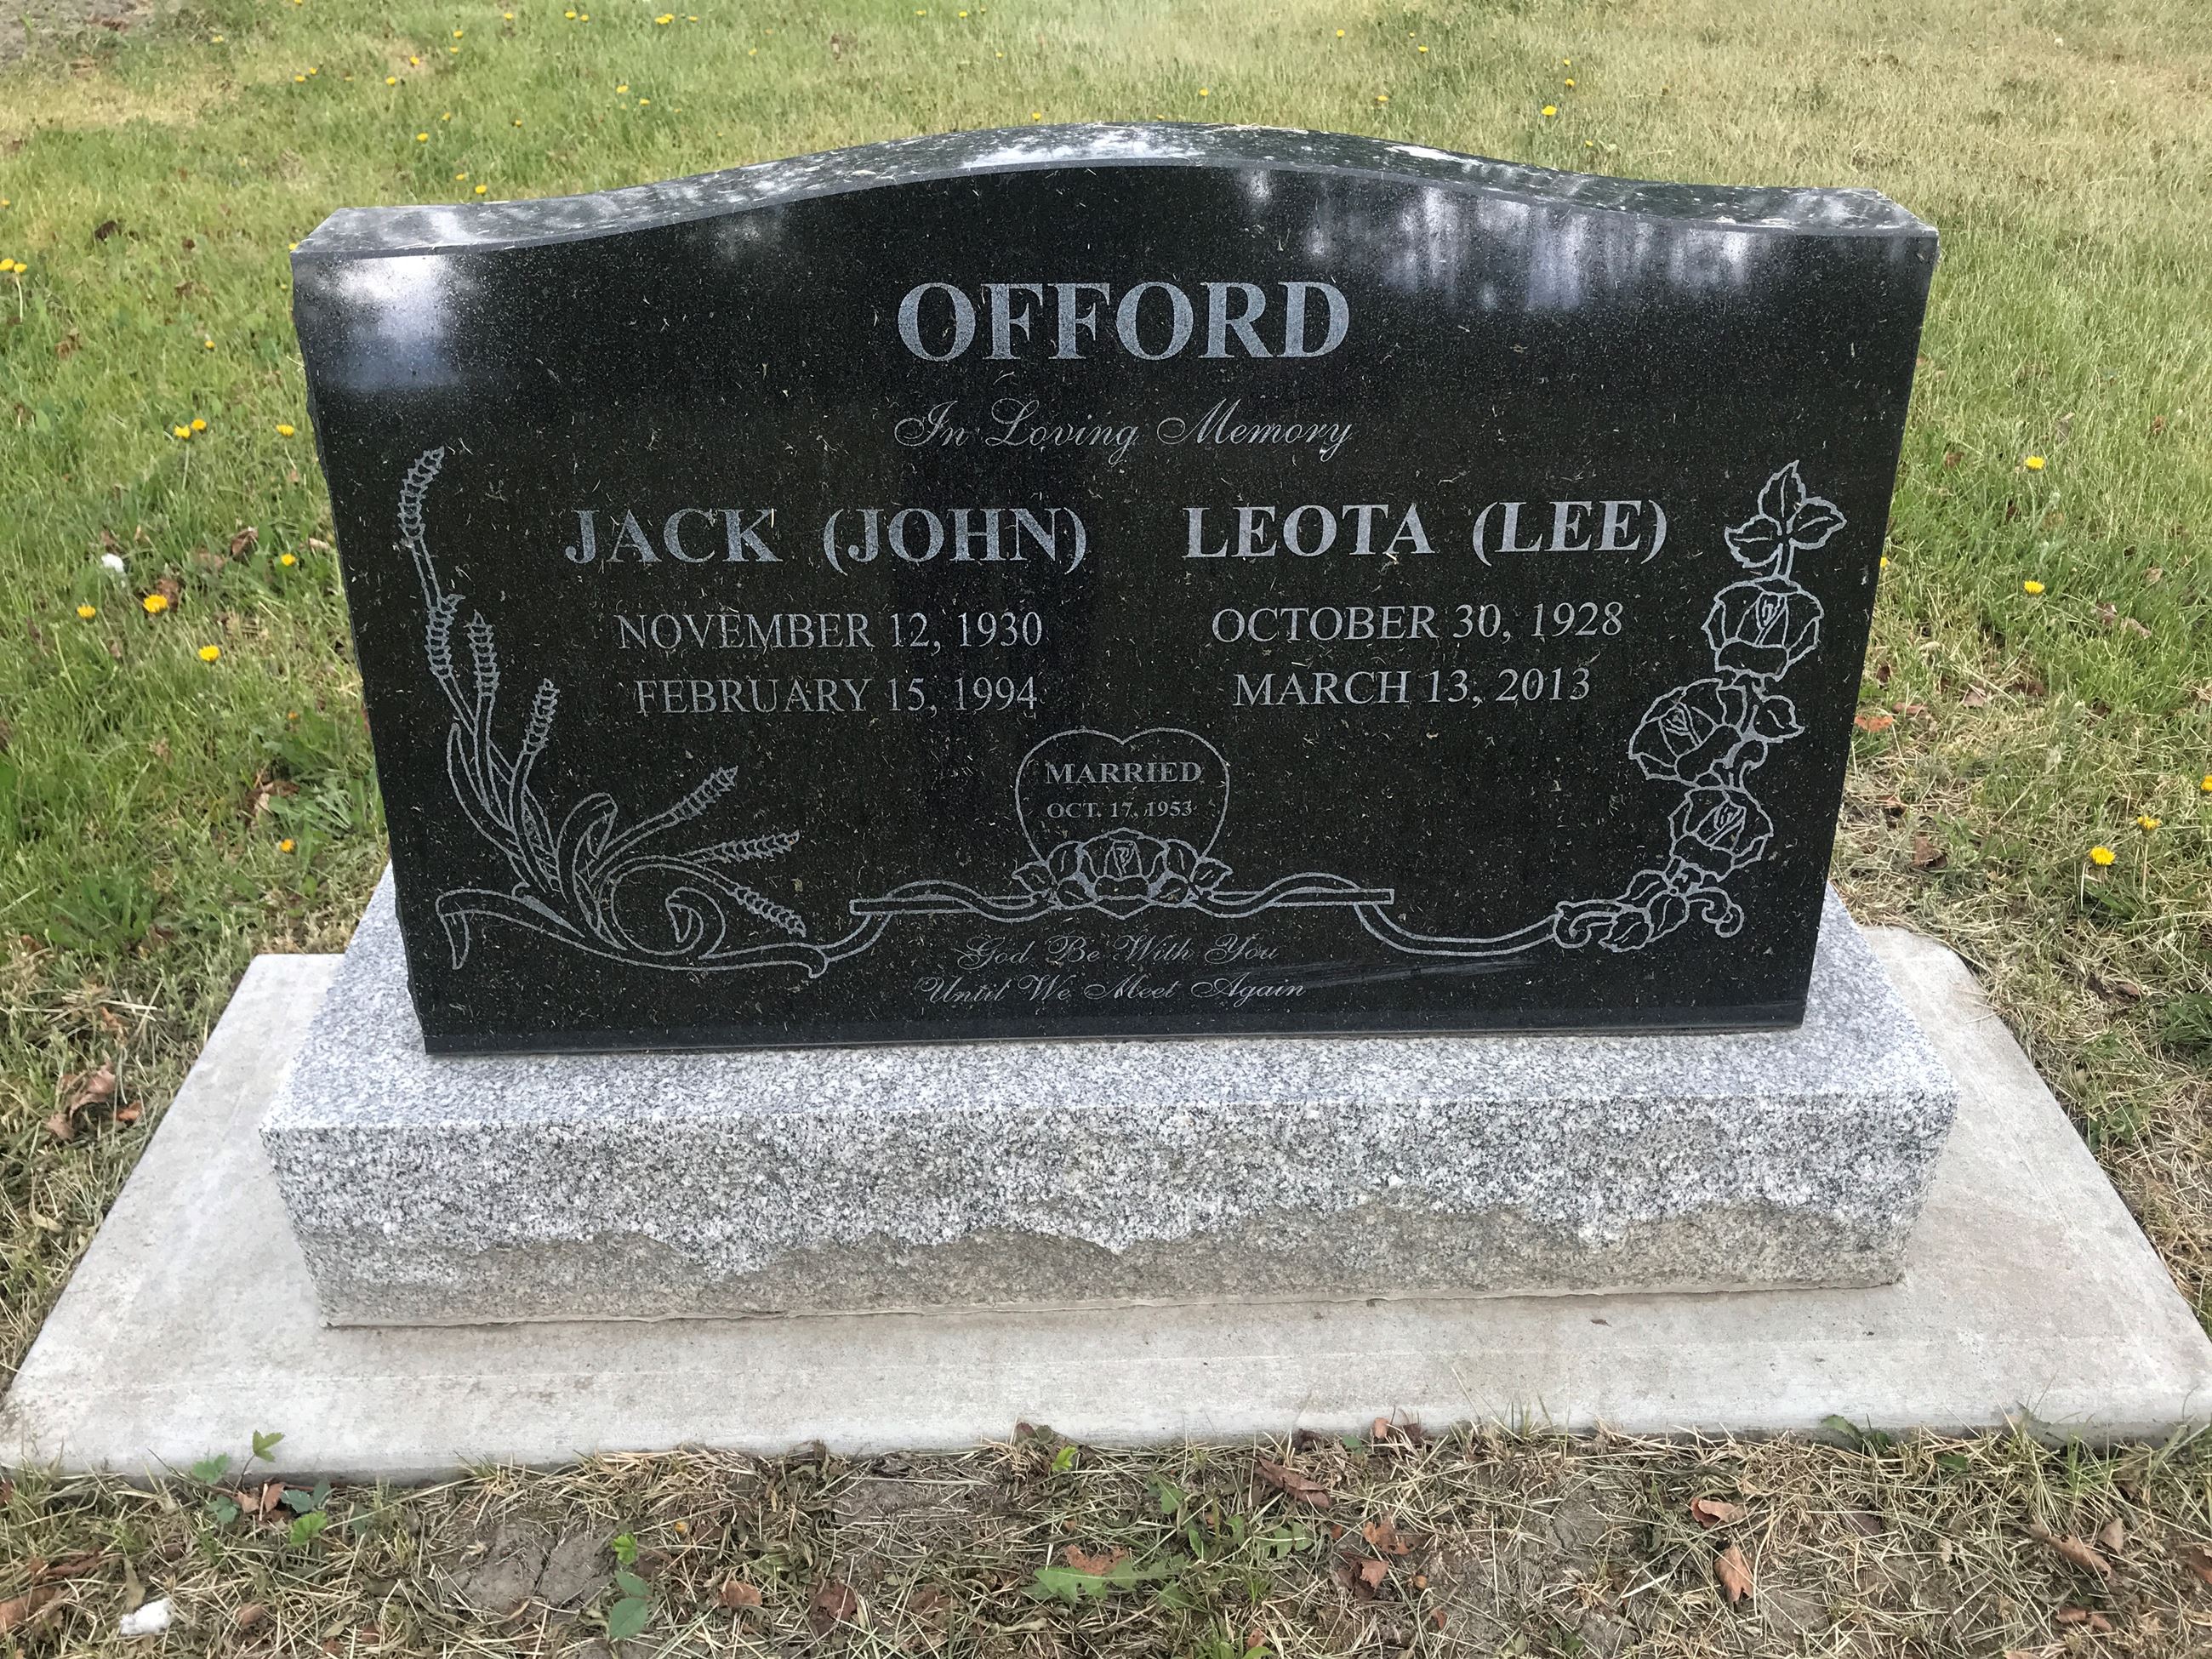 OFFORD
In Loving Memory
JACK (JOHN)
NOVEMBER 12, 1930
FEBRUARY 15, 1994
LEOTA (LEE)
OCTOBER 30, 1928
MARCH 13, 2013
MARRIED
OCT. 17, 1953
God Be With You
Until We Meet Again